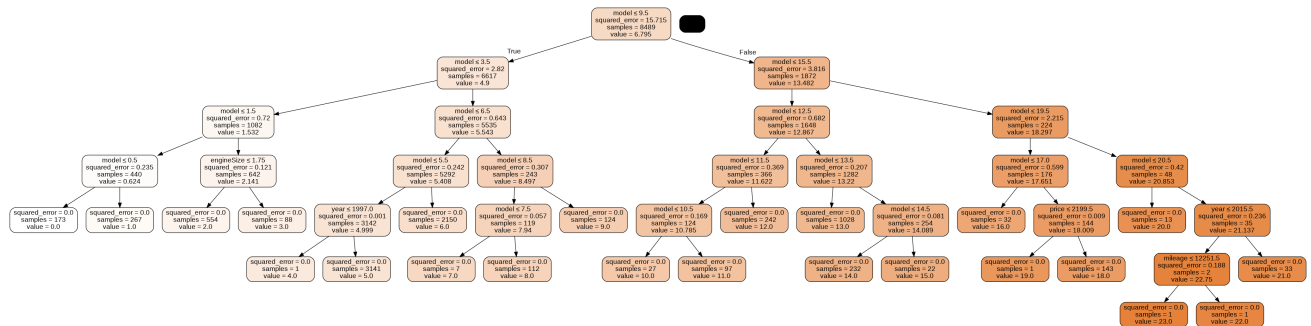 model ≤ 9.5
squared_error = 15.715
samples = 8489
value = 6.795
True
False
model ≤ 3.5
squared_error = 2.82
samples = 6617
value = 4.9
model ≤ 15.5
squared_error = 3.816
samples = 1872
value = 13.482
model ≤ 1.5
squared_error = 0.72
samples = 1082
value = 1.532
model ≤ 6.5
squared_error = 0.643
samples = 5535
value = 5.543
model ≤ 12.5
squared_error = 0.682
samples = 1648
value = 12.867
model ≤ 19.5
squared_error = 2.215
samples = 224
value = 18.297
model ≤ 0.5
squared_error = 0.235
samples = 440
value = 0.624
engineSize ≤ 1.75
squared_error = 0.121
samples = 642
value = 2.141
model ≤ 5.5
squared_error = 0.242
samples = 5292
value = 5.408
model ≤ 8.5
squared_error = 0.307
samples = 243
value = 8.497
model ≤ 11.5
squared_error = 0.369
samples = 366
value = 11.622
model ≤ 13.5
squared_error = 0.207
samples = 1282
value = 13.22
model ≤ 17.0
squared_error = 0.599
samples = 176
value = 17.651
model ≤ 20.5
squared_error = 0.42
samples = 48
value = 20.853
squared_error = 0.0
samples = 173
value = 0.0
squared_error = 0.0
samples = 267
value = 1.0
squared_error = 0.0
samples = 554
value = 2.0
squared_error = 0.0
samples = 88
value = 3.0
year ≤ 1997.0
squared_error = 0.001
samples = 3142
value = 4.999
squared_error = 0.0
samples = 2150
value = 6.0
model ≤ 7.5
squared_error = 0.057
samples = 119
value = 7.94
squared_error = 0.0
samples = 124
value = 9.0
model ≤ 10.5
squared_error = 0.169
samples = 124
value = 10.785
squared_error = 0.0
samples = 242
value = 12.0
squared_error = 0.0
samples = 1028
value = 13.0
model ≤ 14.5
squared_error = 0.081
samples = 254
value = 14.089
squared_error = 0.0
samples = 32
value = 16.0
price ≤ 2199.5
squared_error = 0.009
samples = 144
value = 18.009
squared_error = 0.0
samples = 13
value = 20.0
year ≤ 2015.5
squared_error = 0.236
samples = 35
value = 21.137
squared_error = 0.0
samples = 1
value = 4.0
squared_error = 0.0
samples = 3141
value = 5.0
squared_error = 0.0
samples = 7
value = 7.0
squared_error = 0.0
samples = 112
value = 8.0
squared_error = 0.0
samples = 27
value = 10.0
squared_error = 0.0
samples = 97
value = 11.0
squared_error = 0.0
samples = 232
value = 14.0
squared_error = 0.0
samples = 22
value = 15.0
squared_error = 0.0
samples = 1
value = 19.0
squared_error = 0.0
samples = 143
value = 18.0
mileage ≤ 12251.5
squared_error = 0.188
samples = 2
value = 22.75
squared_error = 0.0
samples = 33
value = 21.0
squared_error = 0.0
samples = 1
value = 23.0
squared_error = 0.0
samples = 1
value = 22.0